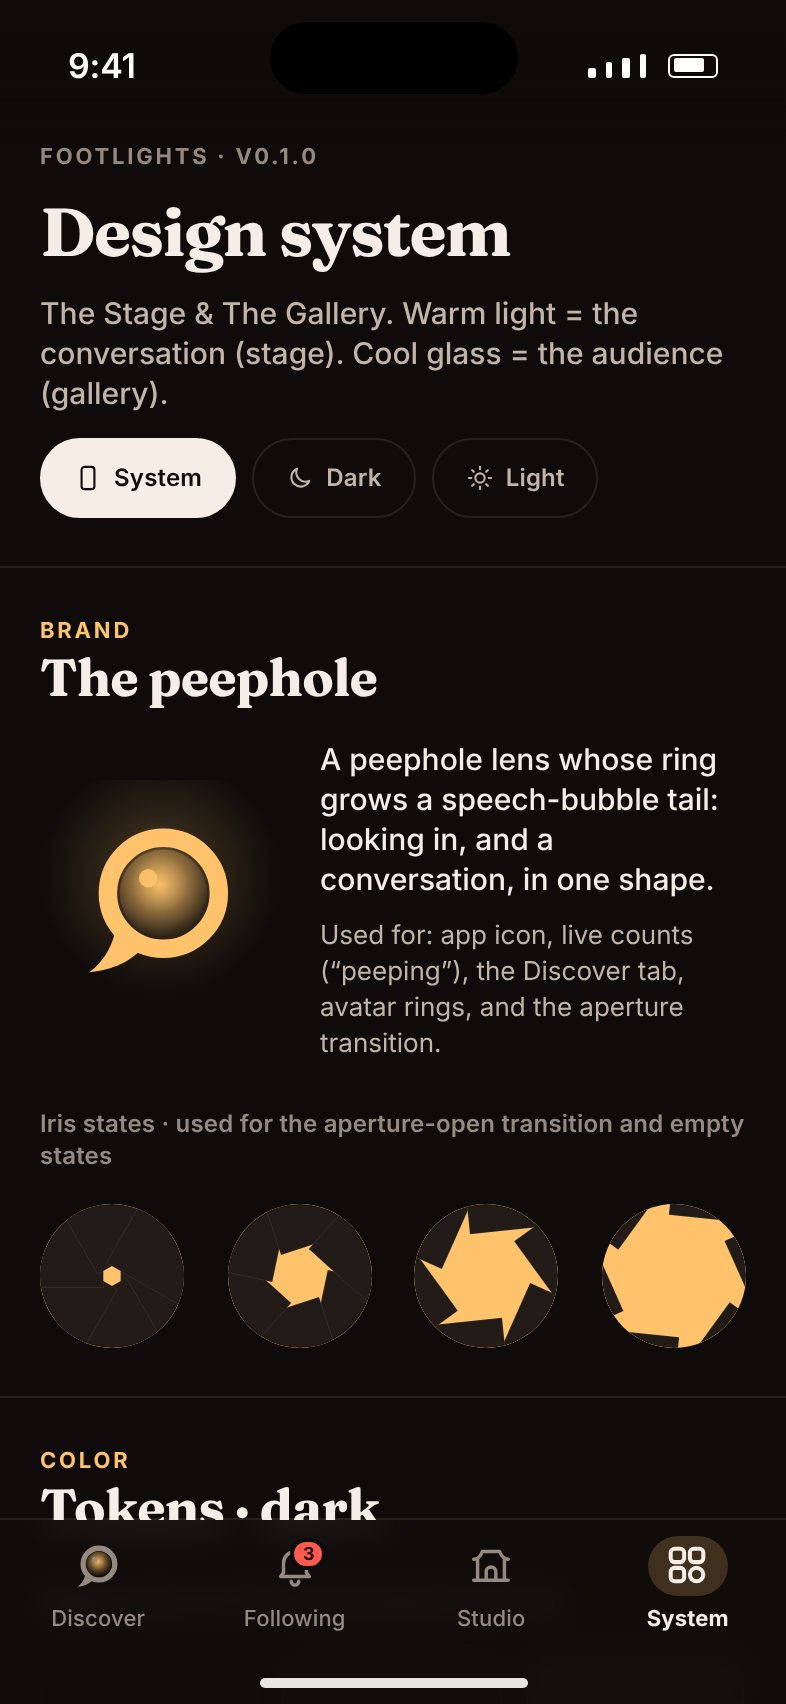 9:41
FOOTLIGHTS · V0.1.0
Design system
The Stage & The Gallery. Warm light = the
conversation (stage). Cool glass = the audience
(gallery).
System
Dark
Light
BRAND
The peephole
A peephole lens whose ring
grows a speech-bubble tail:
looking in, and a
conversation, in one shape.
Used for: app icon, live counts
(“peeping”), the Discover tab,
avatar rings, and the aperture
transition.
Iris states · used for the aperture-open transition and empty
states
COLOR
Tokens · dark
3
Discover
Following
Studio
System